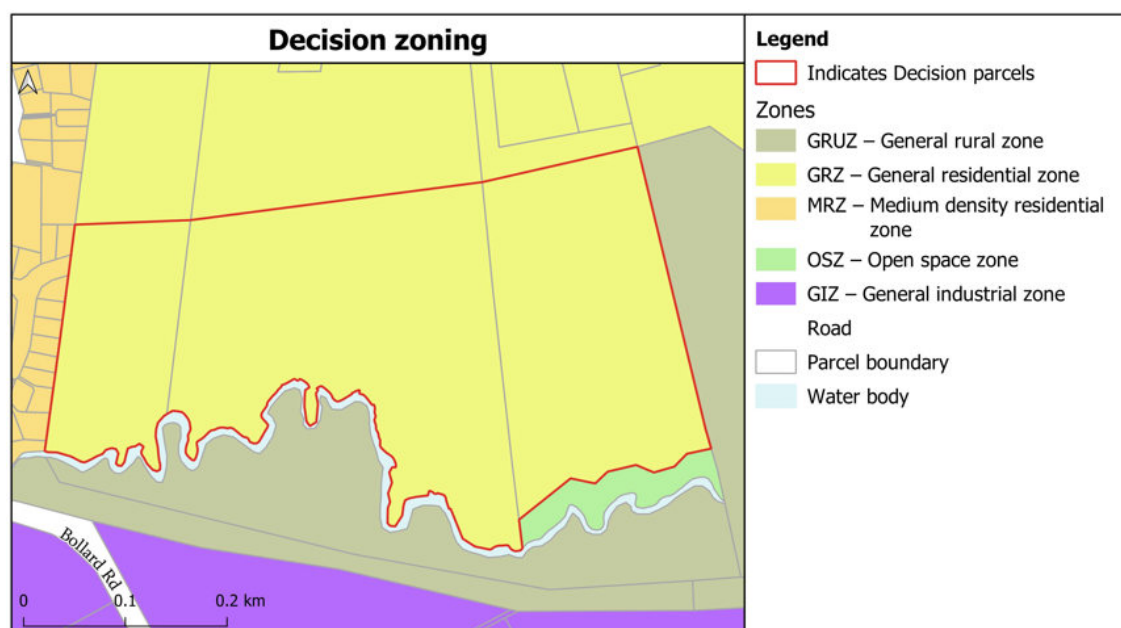 Decision zoning
Legend
Indicates Decision parcels
Zones
GRUZ – General rural zone
GRZ – General residential zone
MRZ – Medium density residential
zone
OSZ – Open space zone
GIZ – General industrial zone
Road
Parcel boundary
Water body
Bollard Rd
0 0.1 0.2 km